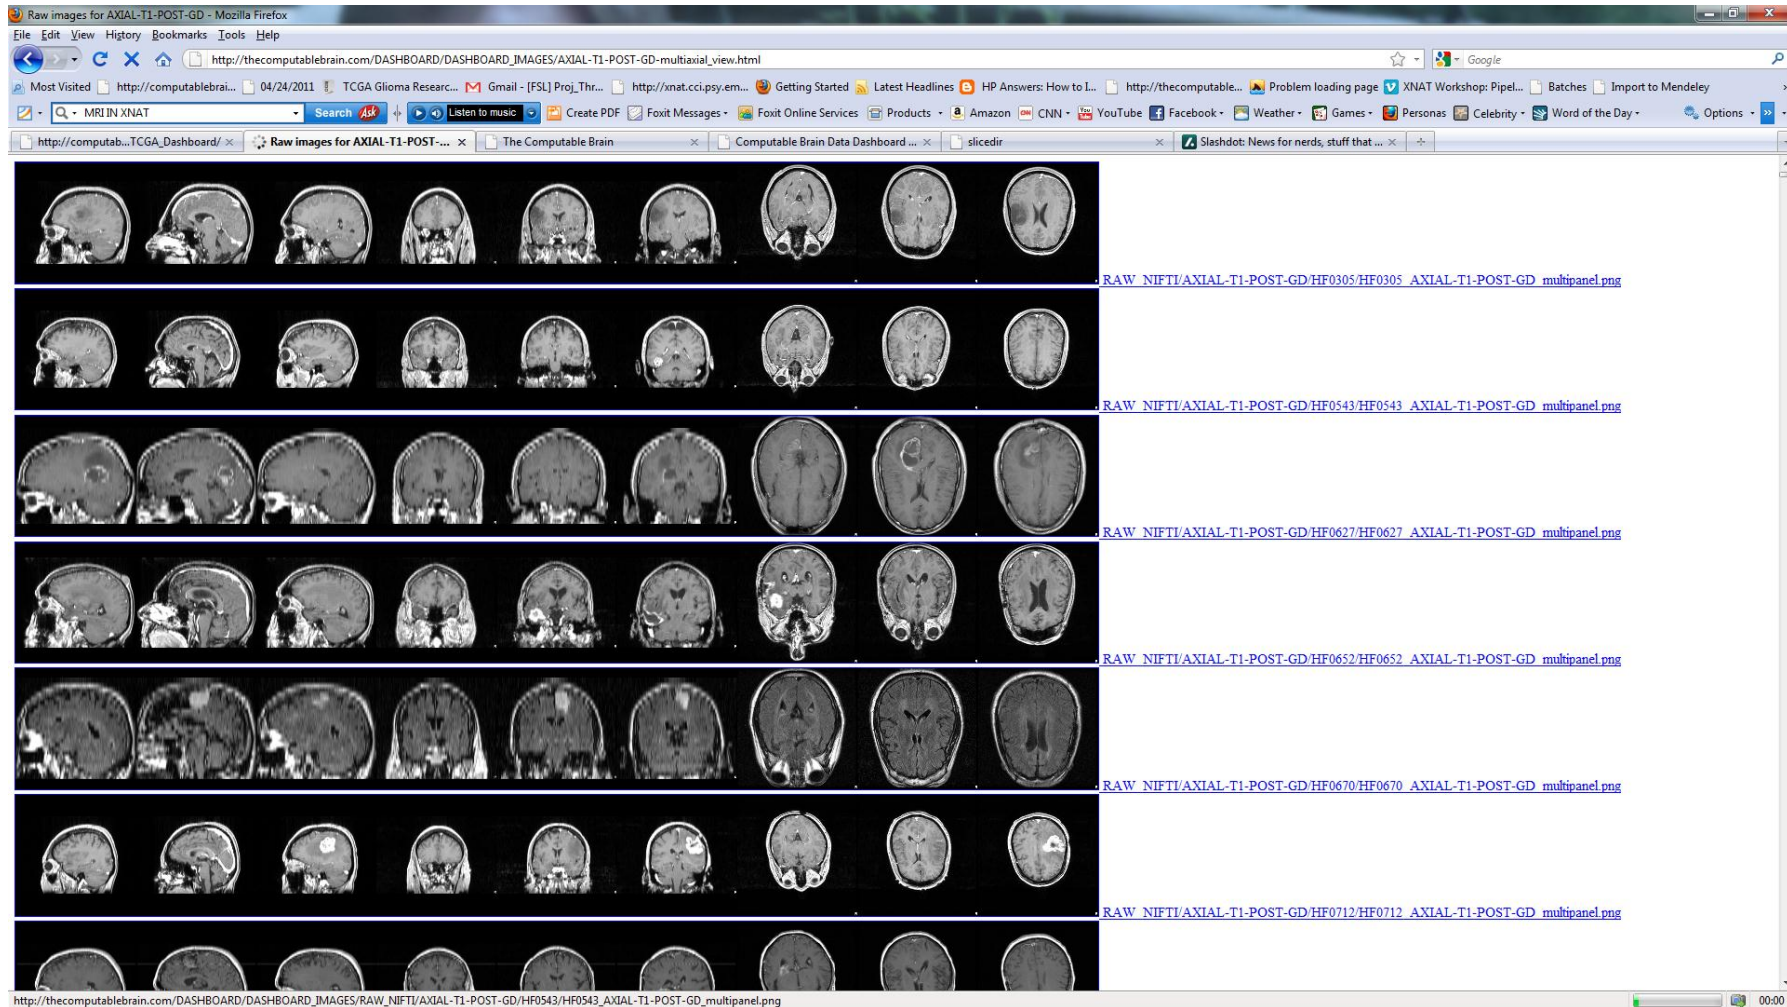 Raw images for AXIAL-T1-POST-GD - Mozilla Firefox
File Edit View History Bookmarks Tools Help
http://thecomputablebrain.com/DASHBOARD/DASHBOARD_IMAGES/AXIAL-T1-POST-GD-multiaxial_view.html Google
Most Visited http://computablebrai... 04/24/2011 TCGA Glioma Researc... Gmail - [FSL] Proj_Thr... http://xnat.cci.psy.em... Getting Started Latest Headlines HP Answers: How to I... http://thecomputable... Problem loading page XNAT Workshop: Pipel... Batches Import to Mendeley
MRI IN XNAT Search Ask Listen to music Create PDF Foxit Messages Foxit Online Services Products Amazon CNN YouTube Facebook Weather Games Personas Celebrity Word of the Day Options
http://computab...TCGA_Dashboard/ Raw images for AXIAL-T1-POST-... The Computable Brain Computable Brain Data Dashboard ... slicedir Slashdot: News for nerds, stuff that ...
RAW_NIFTI/AXIAL-T1-POST-GD/HF0305/HF0305_AXIAL-T1-POST-GD_multipanel.png
RAW_NIFTI/AXIAL-T1-POST-GD/HF0543/HF0543_AXIAL-T1-POST-GD_multipanel.png
RAW_NIFTI/AXIAL-T1-POST-GD/HF0627/HF0627_AXIAL-T1-POST-GD_multipanel.png
RAW_NIFTI/AXIAL-T1-POST-GD/HF0652/HF0652_AXIAL-T1-POST-GD_multipanel.png
RAW_NIFTI/AXIAL-T1-POST-GD/HF0670/HF0670_AXIAL-T1-POST-GD_multipanel.png
RAW_NIFTI/AXIAL-T1-POST-GD/HF0712/HF0712_AXIAL-T1-POST-GD_multipanel.png
http://thecomputablebrain.com/DASHBOARD/DASHBOARD_IMAGES/RAW_NIFTI/AXIAL-T1-POST-GD/HF0543/HF0543_AXIAL-T1-POST-GD_multipanel.png 00:00